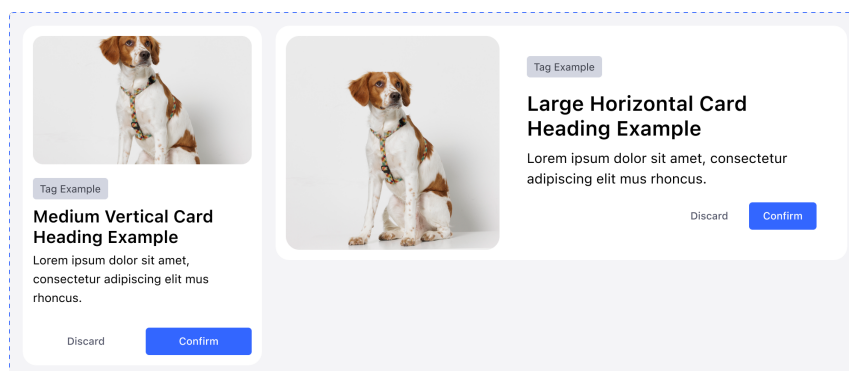 Tag Example
Medium Vertical Card
Heading Example
Lorem ipsum dolor sit amet,
consectetur adipiscing elit mus
rhoncus.
Discard
Confirm
Tag Example
Large Horizontal Card
Heading Example
Lorem ipsum dolor sit amet, consectetur
adipiscing elit mus rhoncus.
Discard
Confirm